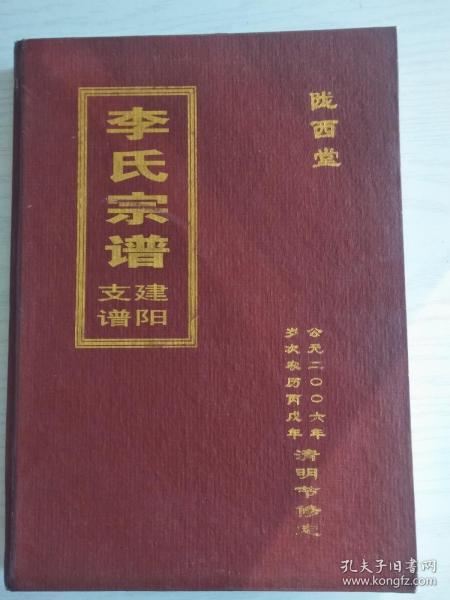 陇西堂
李氏宗谱
建阳
支谱
公元二〇〇六年
岁次农历丙戌年
清明节修定
孔夫子旧书网
www.kongfz.com